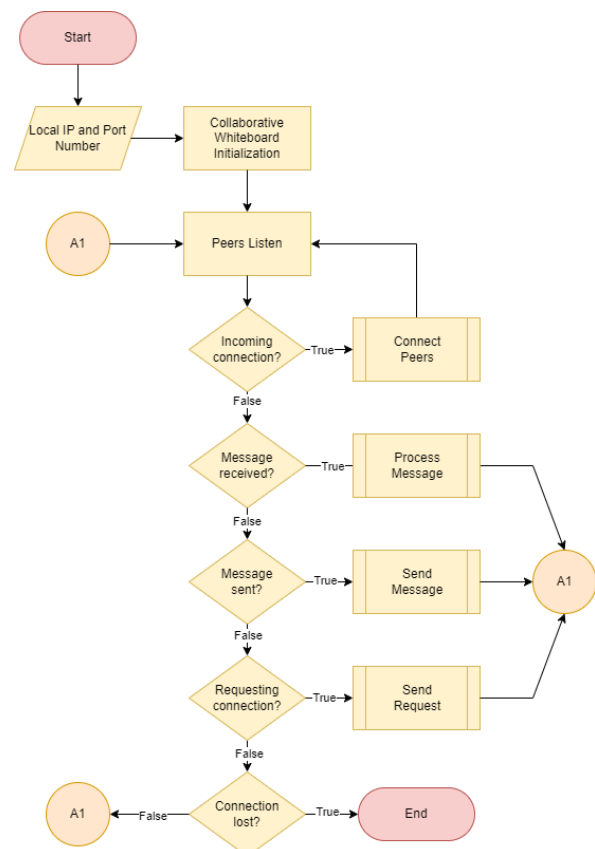 Start
Local IP and Port
Number
Collaborative
Whiteboard
Initialization
A1
Peers Listen
Incoming
connection?
True
Connect
Peers
False
Message
received?
True
Process
Message
False
Message
sent?
True
Send
Message
A1
False
Requesting
connection?
True
Send
Request
False
A1
False
Connection
lost?
True
End